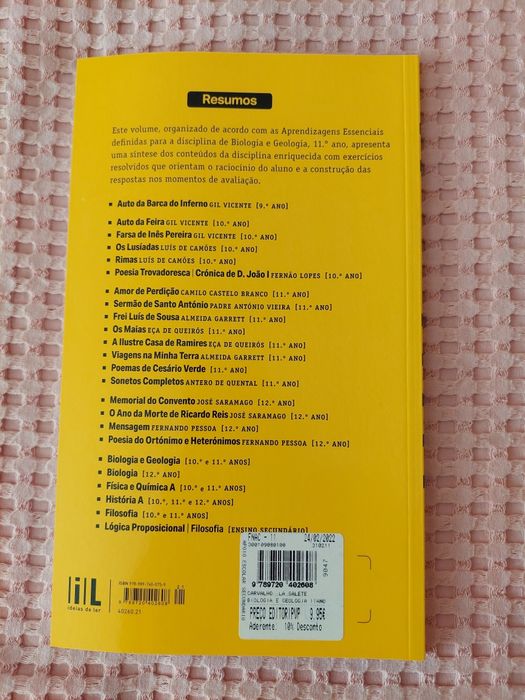 Resumos
Este volume, organizado de acordo com as Aprendizagens Essenciais
definidas para a disciplina de Biologia e Geologia, 11.º ano, apresenta
uma síntese dos conteúdos da disciplina enriquecida com exercícios
resolvidos que orientam o raciocínio do aluno e a construção das
respostas nos momentos de avaliação.
Auto da Barca do Inferno GIL VICENTE [9.º ANO]
Auto da Feira GIL VICENTE [10.º ANO]
Farsa de Inês Pereira GIL VICENTE [10.º ANO]
Os Lusíadas LUÍS DE CAMÕES [10.º ANO]
Rimas LUÍS DE CAMÕES [10.º ANO]
Poesia Trovadoresca | Crónica de D. João I FERNÃO LOPES [10.º ANO]
Amor de Perdição CAMILO CASTELO BRANCO [11.º ANO]
Sermão de Santo António PADRE ANTÓNIO VIEIRA [11.º ANO]
Frei Luís de Sousa ALMEIDA GARRETT [11.º ANO]
Os Maias EÇA DE QUEIRÓS [11.º ANO]
A Ilustre Casa de Ramires EÇA DE QUEIRÓS [11.º ANO]
Viagens na Minha Terra ALMEIDA GARRETT [11.º ANO]
Poemas de Cesário Verde [11.º ANO]
Sonetos Completos ANTERO DE QUENTAL [11.º ANO]
Memorial do Convento JOSÉ SARAMAGO [12.º ANO]
O Ano da Morte de Ricardo Reis JOSÉ SARAMAGO [12.º ANO]
Mensagem FERNANDO PESSOA [12.º ANO]
Poesia do Ortónimo e Heterónimos FERNANDO PESSOA [12.º ANO]
Biologia e Geologia [10.º e 11.º ANOS]
Biologia [12.º ANO]
Física e Química A [10.º e 11.º ANOS]
História A [10.º, 11.º e 12.º ANOS]
Filosofia [10.º e 11.º ANOS]
Lógica Proposicional | Filosofia [ENSINO SECUNDÁRIO]
ideias de ler
40260.21
FNAC - 11 24/02/2022
9047
9 789720 402608
APOIO ESCOLAR SECUNDARIO
CARVALHO, LA SALETE
BIOLOGIA E GEOLOGIA 11ANO
PRECO EDITOR/PVP 9.95€
Aderente: 10% Desconto